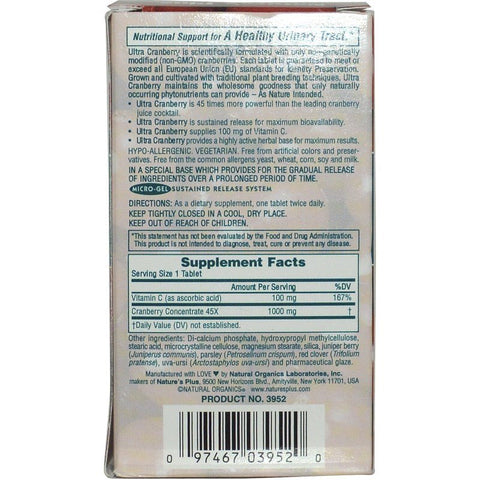 Nutritional Support for A Healthy Urinary Tract.*
Ultra Cranberry is scientifically formulated with only non-genetically
modified (non-GMO) cranberries. Each tablet is guaranteed to meet or
exceed all European Union (EU) standards for Identity Preservation.
Grown and cultivated with traditional plant breeding techniques, Ultra
Cranberry maintains the wholesome goodness that only naturally
occurring phytonutrients can provide – As Nature Intended.
• Ultra Cranberry is 45 times more powerful than the leading cranberry
juice cocktail.
• Ultra Cranberry is sustained release for maximum bioavailability.
• Ultra Cranberry supplies 100 mg of Vitamin C.
• Ultra Cranberry provides a highly active herbal base for maximum results.
HYPO-ALLERGENIC. VEGETARIAN. Free from artificial colors and preser-
vatives. Free from the common allergens yeast, wheat, corn, soy and milk.
IN A SPECIAL BASE WHICH PROVIDES FOR THE GRADUAL RELEASE
OF INGREDIENTS OVER A PROLONGED PERIOD OF TIME.
MICRO-GEL SUSTAINED RELEASE SYSTEM
DIRECTIONS: As a dietary supplement, one tablet twice daily.
KEEP TIGHTLY CLOSED IN A COOL, DRY PLACE.
KEEP OUT OF REACH OF CHILDREN.
*This statement has not been evaluated by the Food and Drug Administration.
This product is not intended to diagnose, treat, cure or prevent any disease.
Supplement Facts
Serving Size 1 Tablet
Amount Per Serving %DV
Vitamin C (as ascorbic acid) 100 mg 167%
Cranberry Concentrate 45X 1000 mg †
†Daily Value (DV) not established.
Other ingredients: Di-calcium phosphate, hydroxypropyl methylcellulose,
stearic acid, microcrystalline cellulose, magnesium stearate, silica, juniper berry
(Juniperus communis), parsley (Petroselinum crispum), red clover (Trifolium
pratense), uva-ursi (Arctostaphylos uva-ursi) and pharmaceutical glaze.
Manufactured with LOVE ♥ by Natural Organics Laboratories, Inc.
makers of Nature's Plus, 9500 New Horizons Blvd., Amityville, New York 11701, USA
©NATURAL ORGANICS® www.naturesplus.com
PRODUCT NO. 3952
0 97467 03952 0